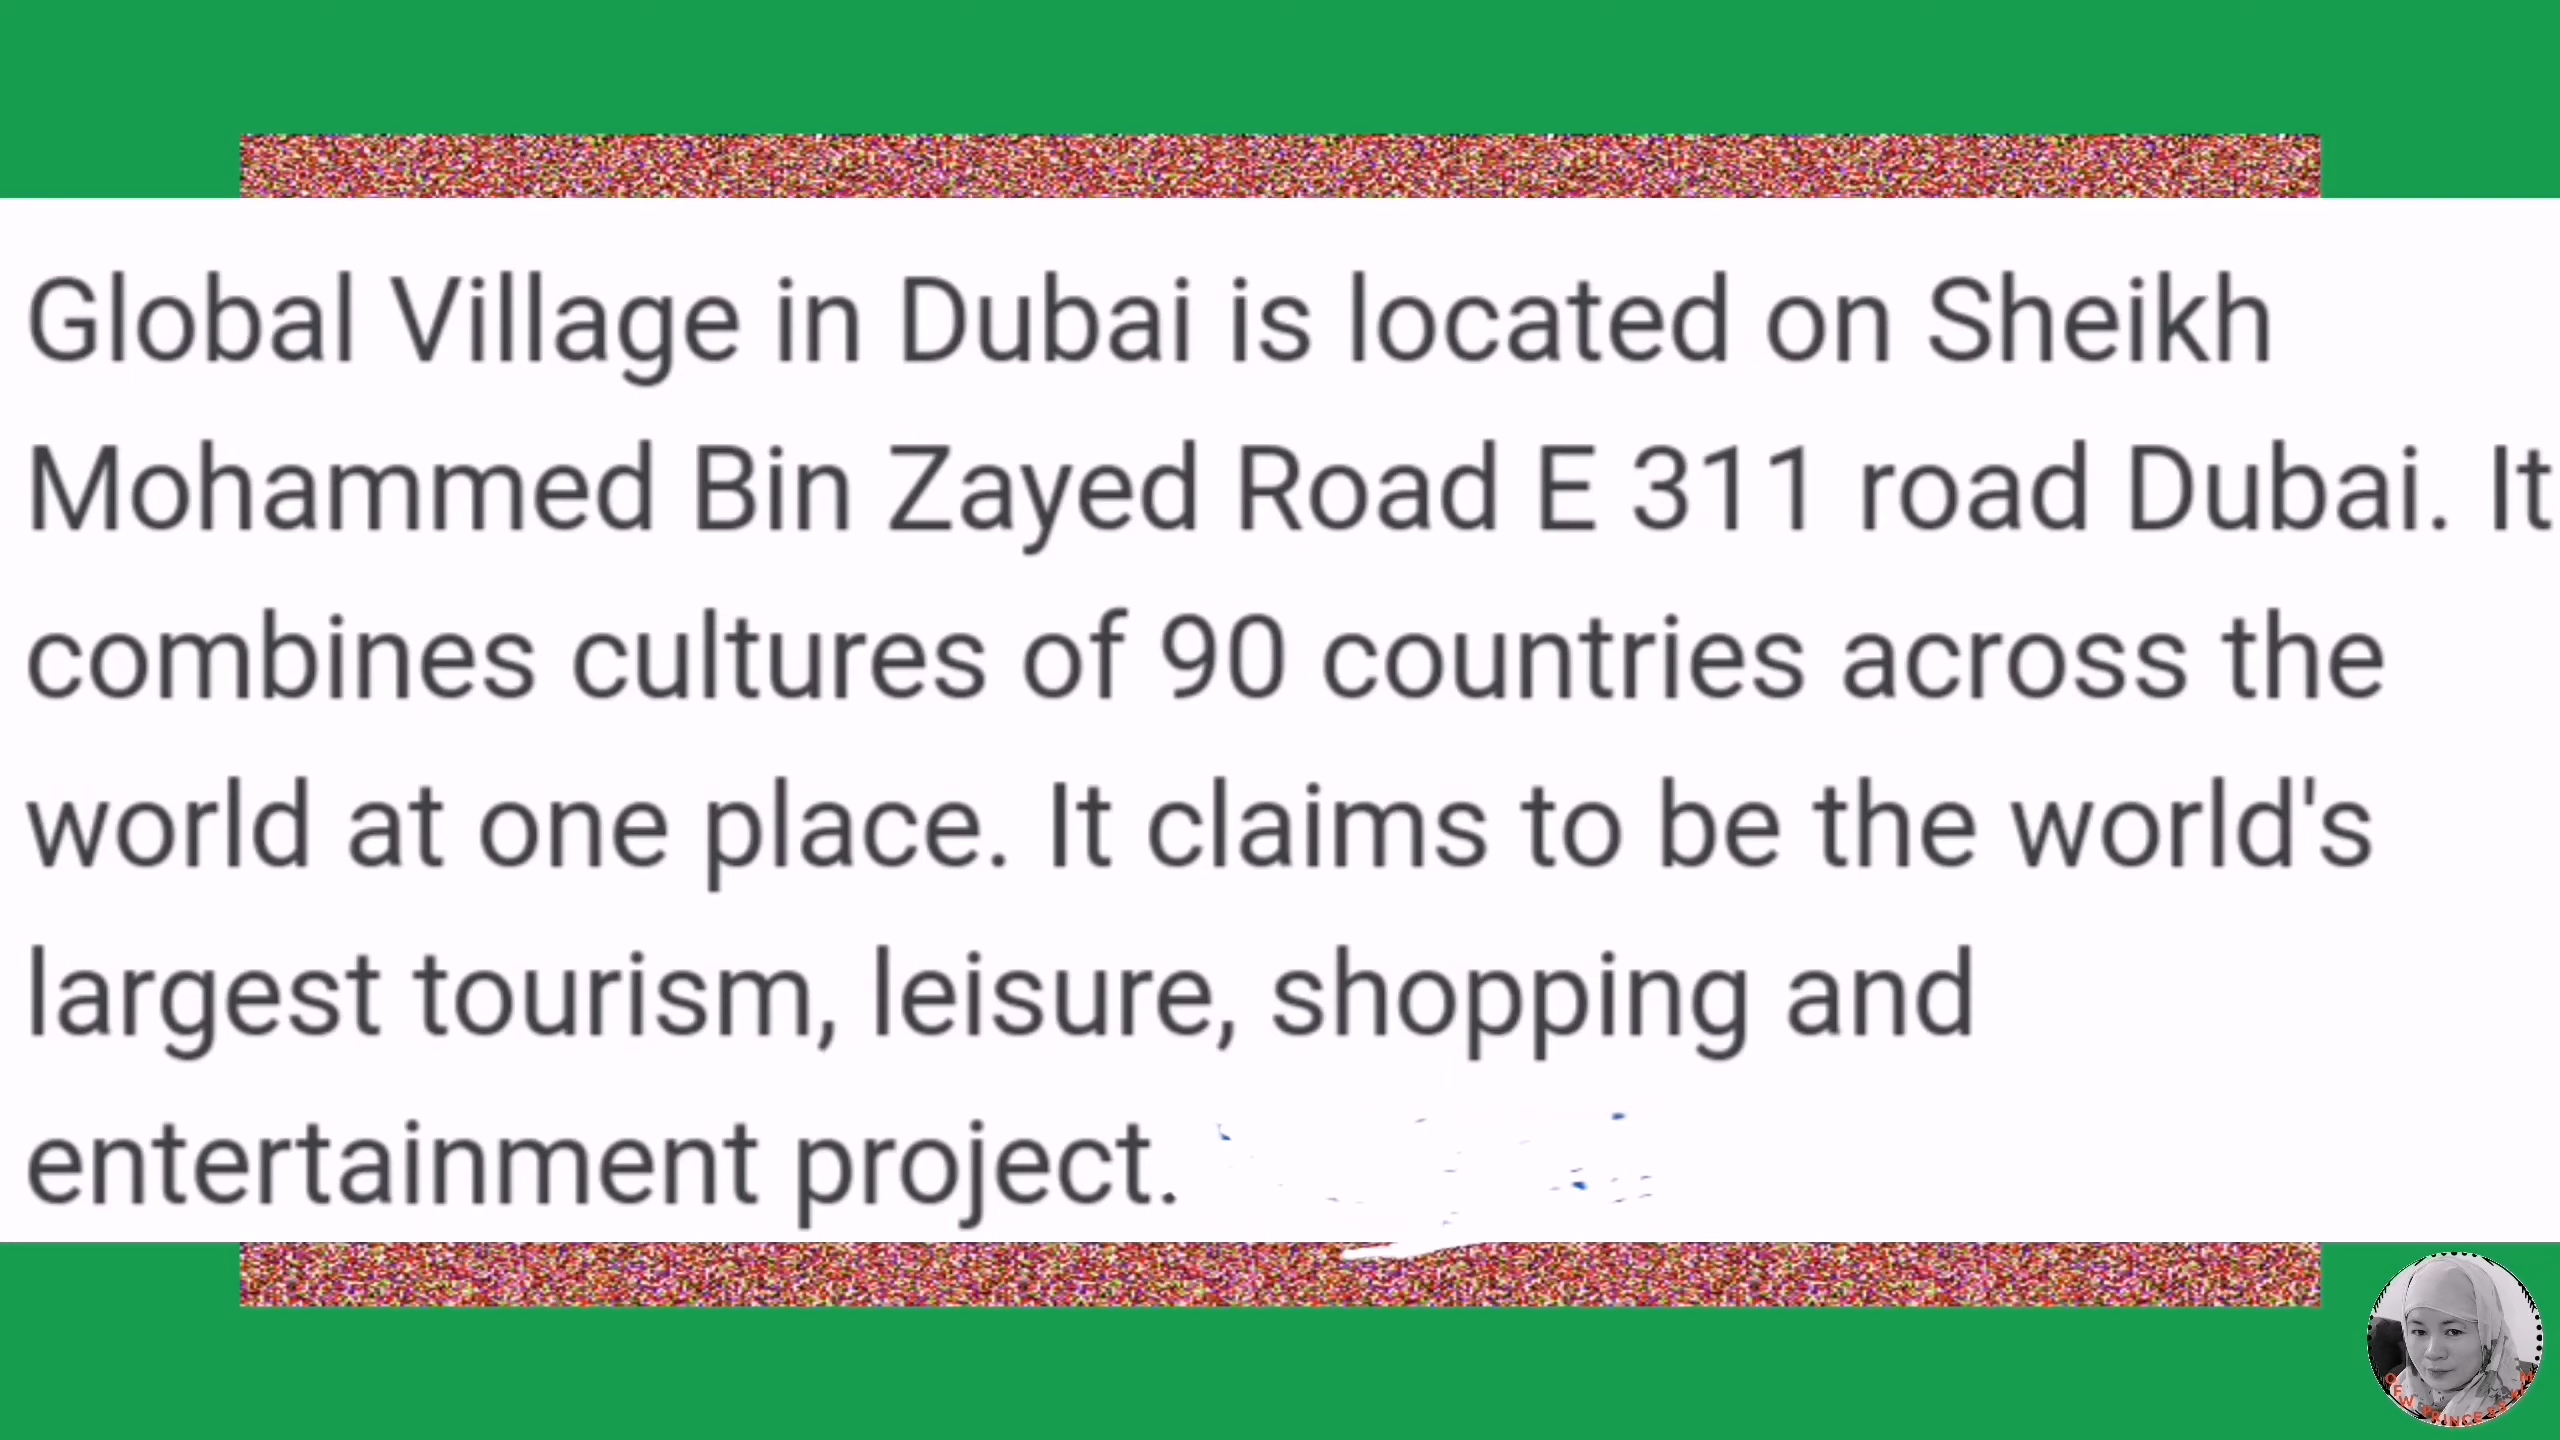 Global Village in Dubai is located on Sheikh
Mohammed Bin Zayed Road E 311 road Dubai. It
combines cultures of 90 countries across the
world at one place. It claims to be the world's
largest tourism, leisure, shopping and
entertainment project.